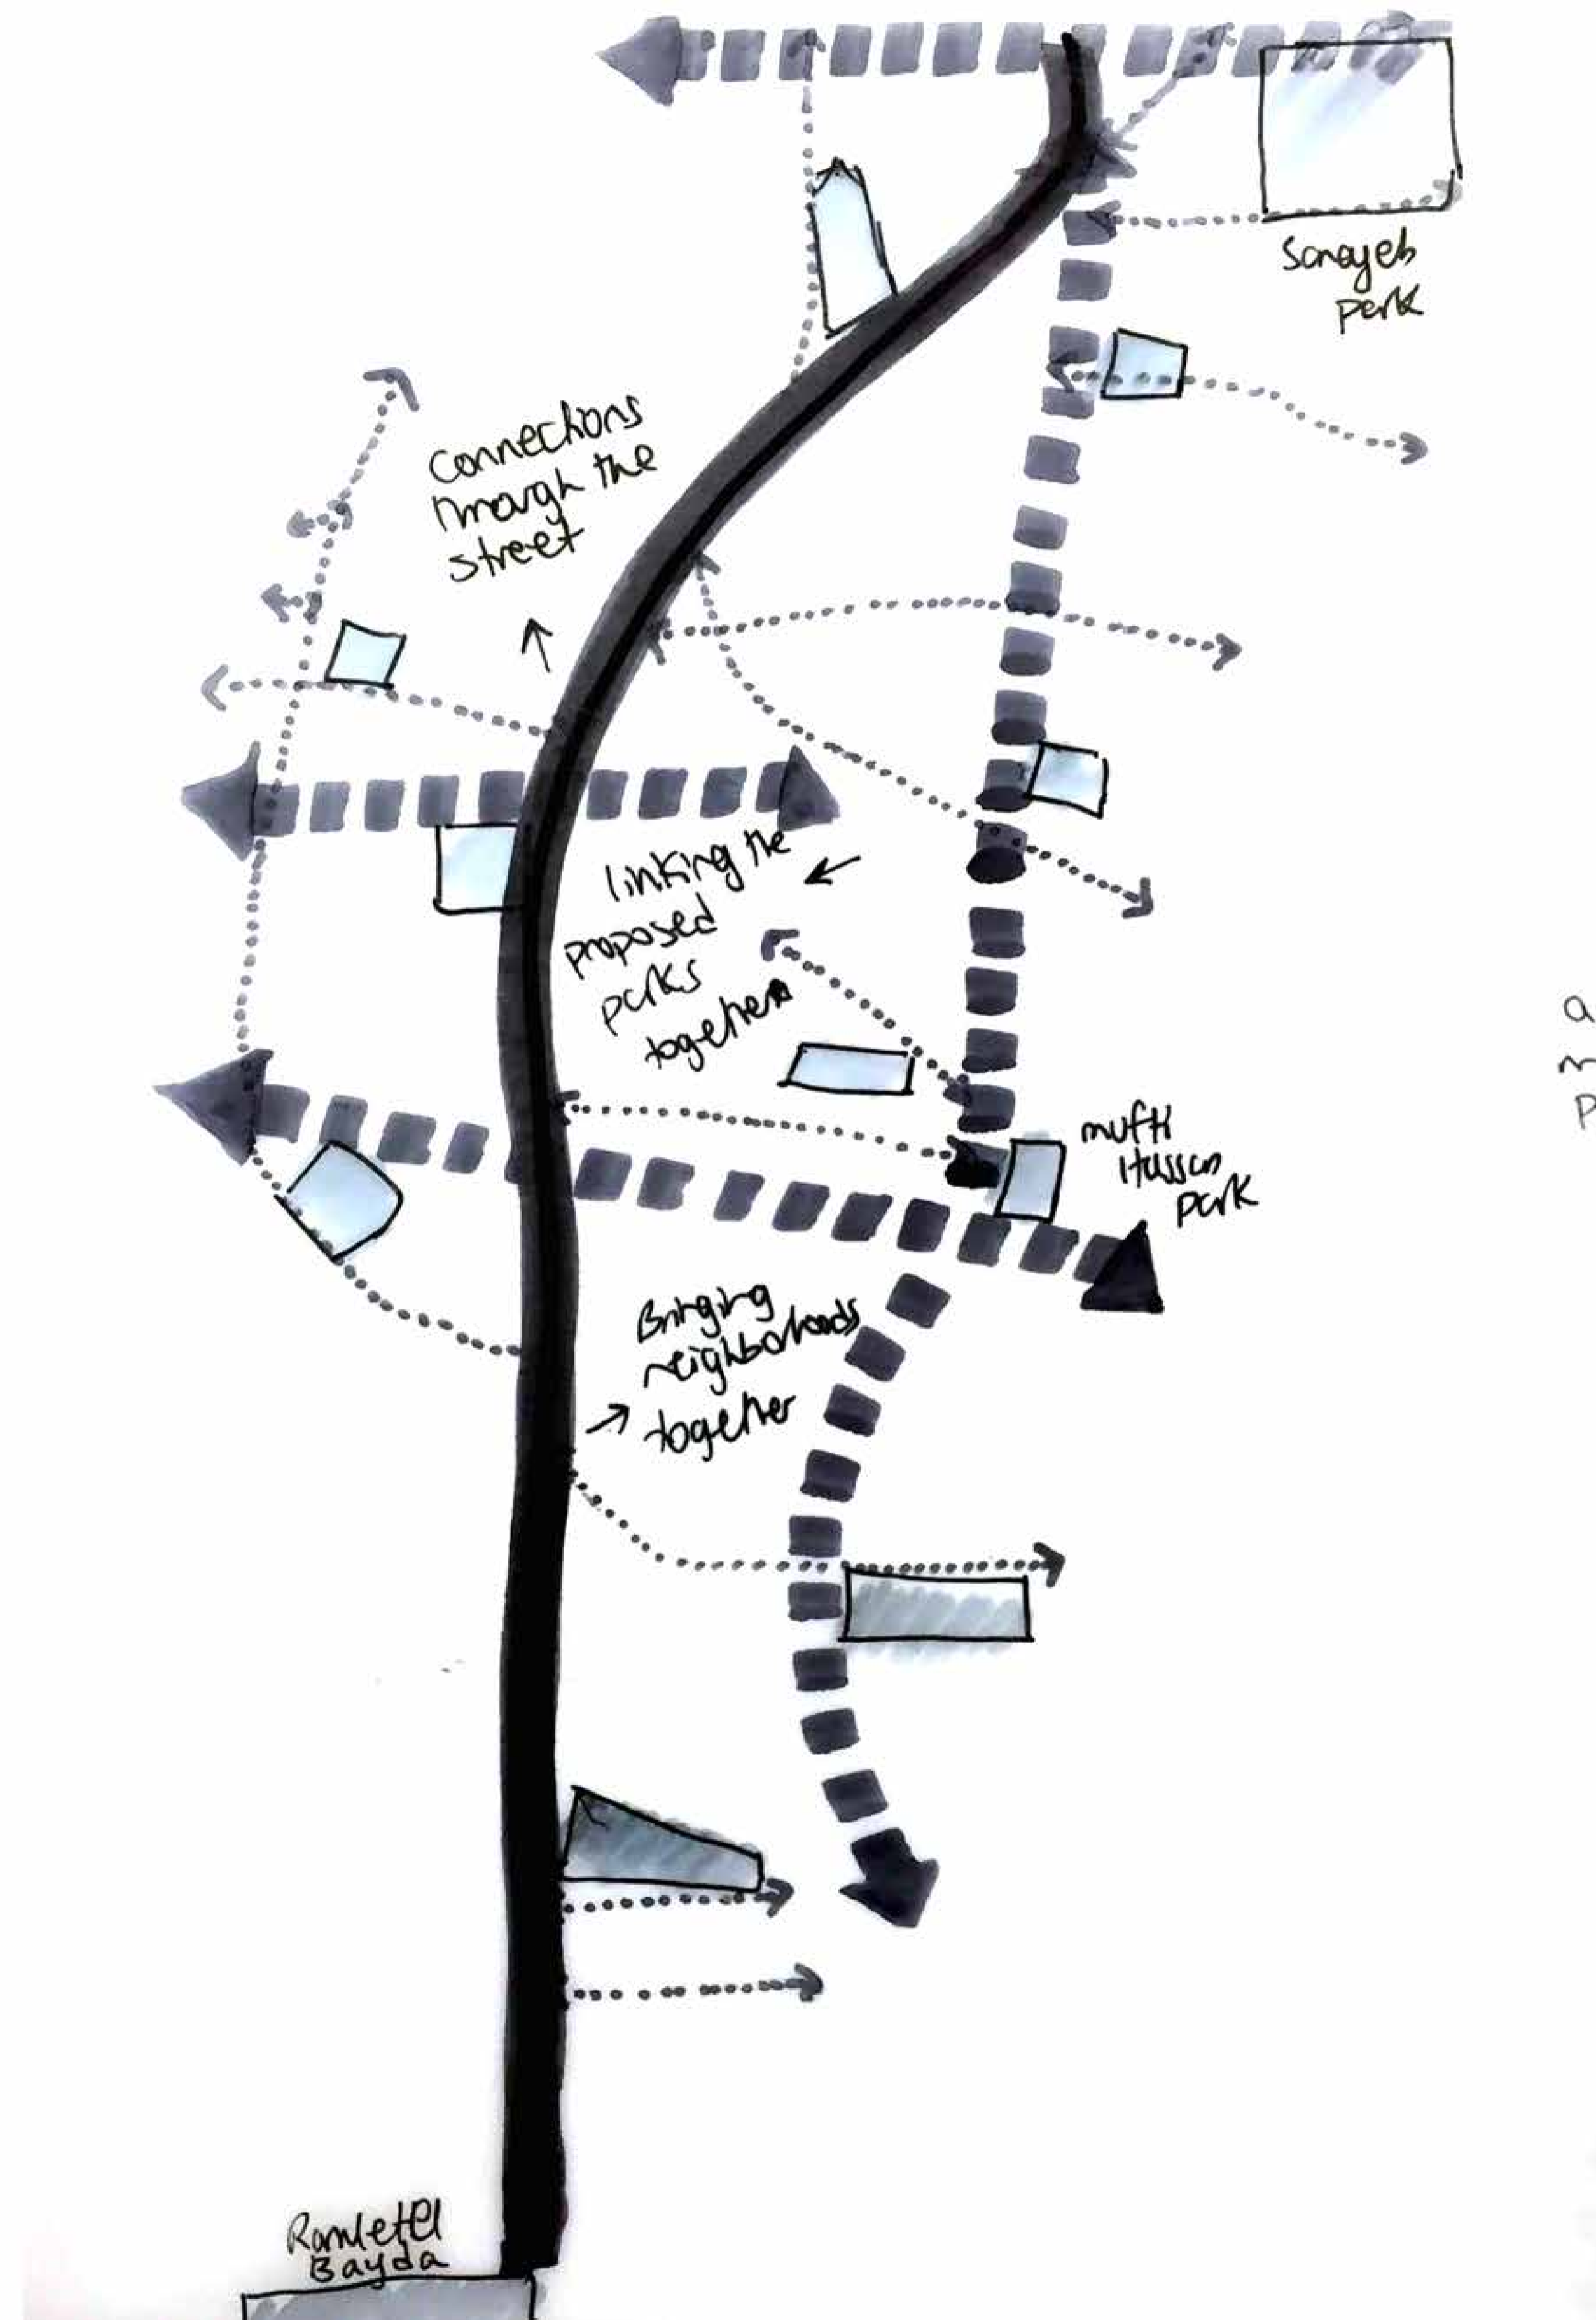 Sanayeh
park
Connections
through the
street
linking the
proposed
parks
together
mufti
Hassan
park
Bringing
neighborhoods
together
Ramlet El
Bayda
a
m
P